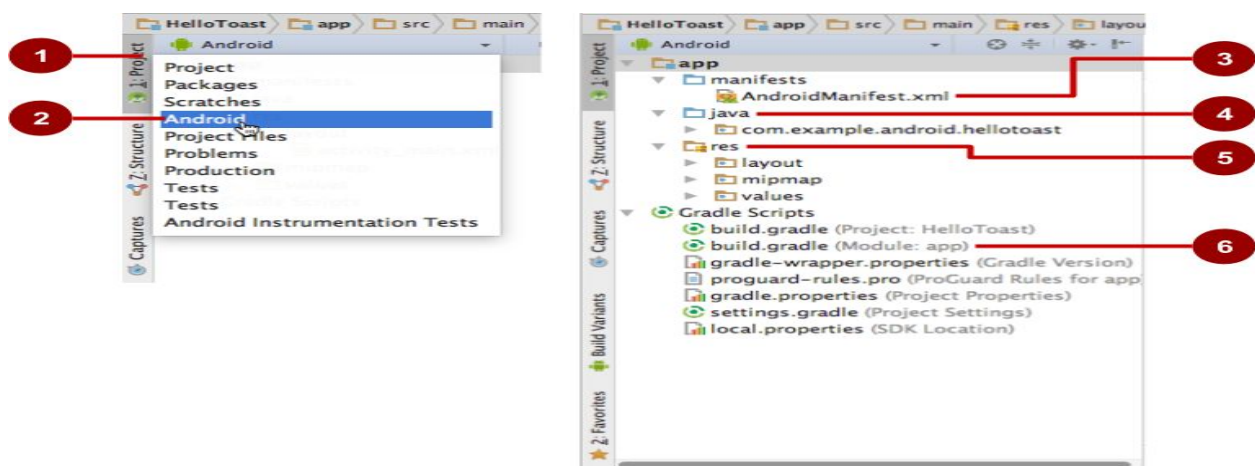 HelloToast app src main
1: Project
Android
Project
Packages
Scratches
Android
Project Files
Problems
Production
Tests
Tests
Android Instrumentation Tests
Z: Structure
Captures
1
2
HelloToast app src main res layou
1: Project
Android
app
manifests
AndroidManifest.xml
java
com.example.android.hellotoast
res
layout
mipmap
values
Gradle Scripts
build.gradle (Project: HelloToast)
build.gradle (Module: app)
gradle-wrapper.properties (Gradle Version)
proguard-rules.pro (ProGuard Rules for app
gradle.properties (Project Properties)
settings.gradle (Project Settings)
local.properties (SDK Location)
Z: Structure
Captures
Build Variants
2: Favorites
3
4
5
6